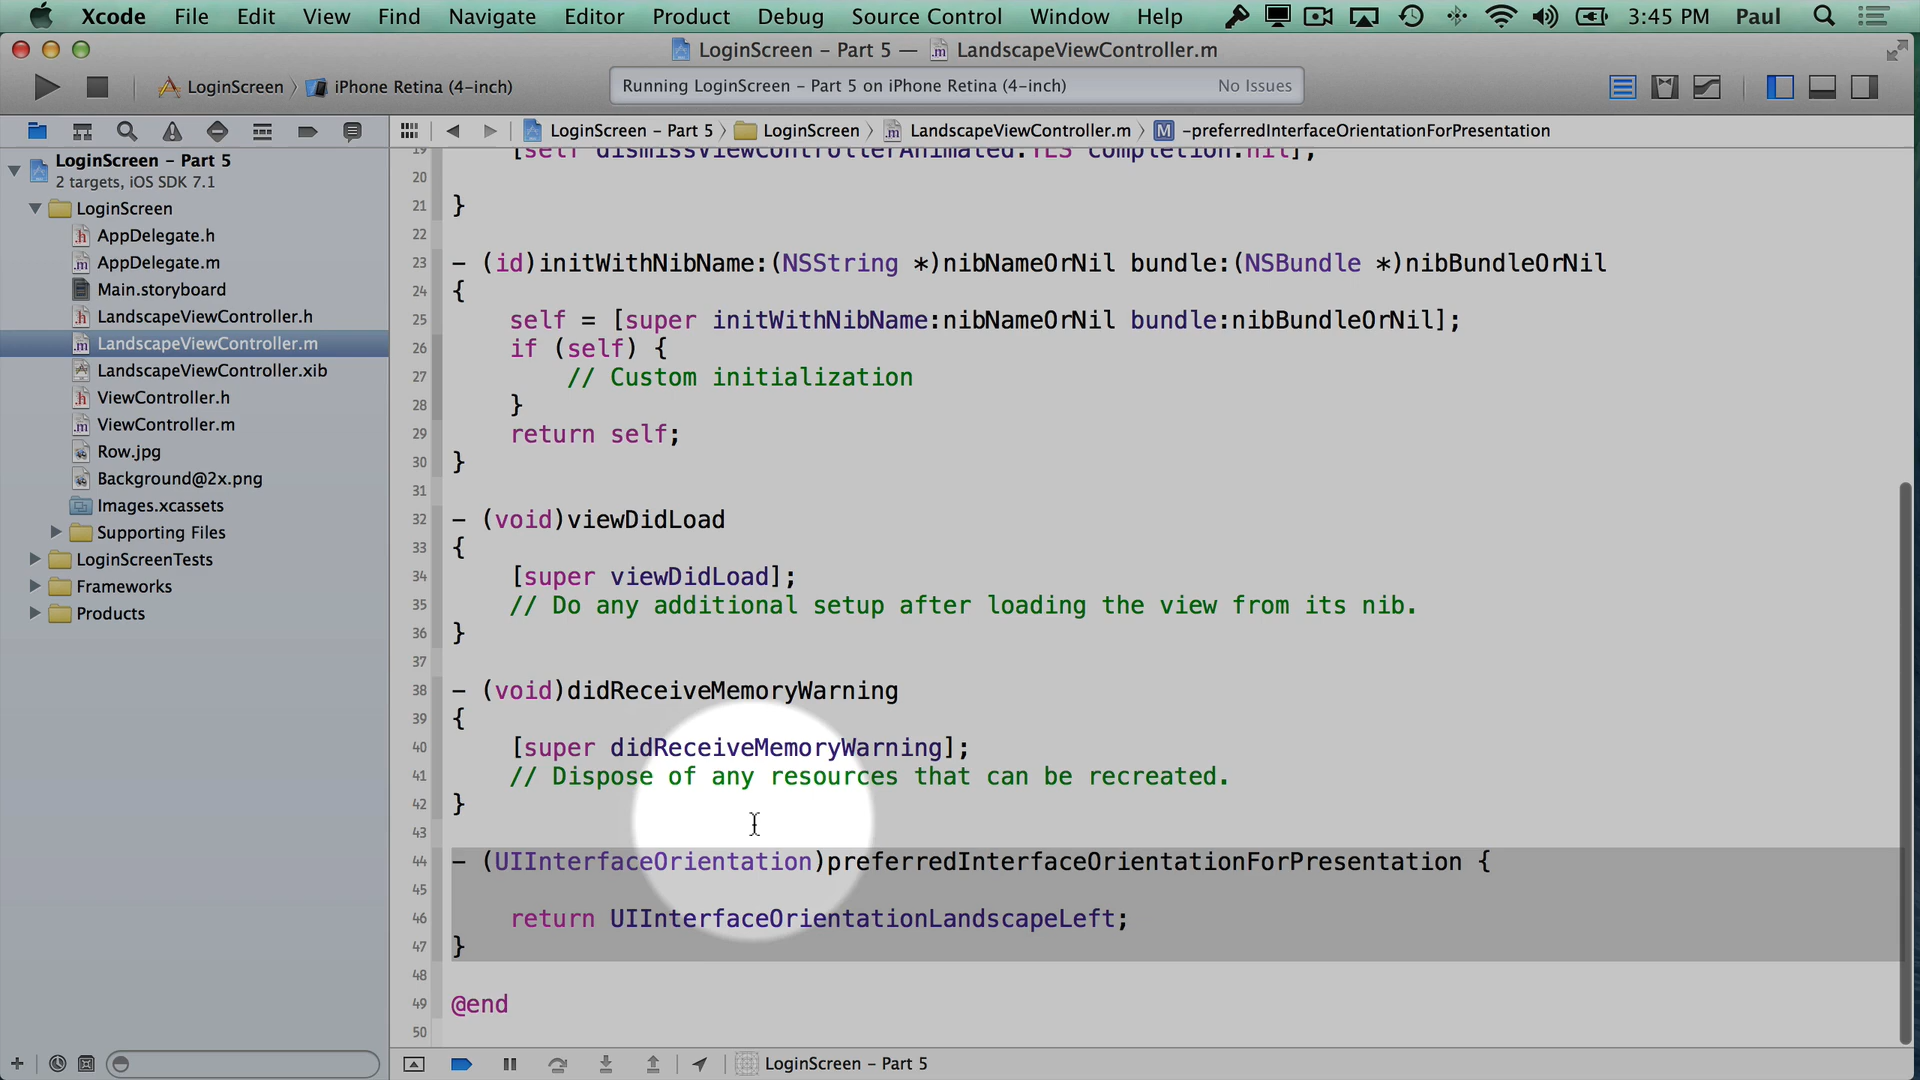 Xcode File Edit View Find Navigate Editor Product Debug Source Control Window Help 3:45 PM Paul
LoginScreen – Part 5 — LandscapeViewController.m
LoginScreen iPhone Retina (4-inch) Running LoginScreen – Part 5 on iPhone Retina (4-inch) No Issues
LoginScreen – Part 5 LoginScreen LandscapeViewController.m M -preferredInterfaceOrientationForPresentation
LoginScreen – Part 5
2 targets, iOS SDK 7.1
LoginScreen
AppDelegate.h
AppDelegate.m
Main.storyboard
LandscapeViewController.h
LandscapeViewController.m
LandscapeViewController.xib
ViewController.h
ViewController.m
Row.jpg
Background@2x.png
Images.xcassets
Supporting Files
LoginScreenTests
Frameworks
Products
19 [self dismissViewControllerAnimated:YES completion:nil];
20
21 }
22
23 – (id)initWithNibName:(NSString *)nibNameOrNil bundle:(NSBundle *)nibBundleOrNil
24 {
25 self = [super initWithNibName:nibNameOrNil bundle:nibBundleOrNil];
26 if (self) {
27 // Custom initialization
28 }
29 return self;
30 }
31
32 – (void)viewDidLoad
33 {
34 [super viewDidLoad];
35 // Do any additional setup after loading the view from its nib.
36 }
37
38 – (void)didReceiveMemoryWarning
39 {
40 [super didReceiveMemoryWarning];
41 // Dispose of any resources that can be recreated.
42 }
43
44 – (UIInterfaceOrientation)preferredInterfaceOrientationForPresentation {
45
46 return UIInterfaceOrientationLandscapeLeft;
47 }
48
49 @end
50
LoginScreen – Part 5